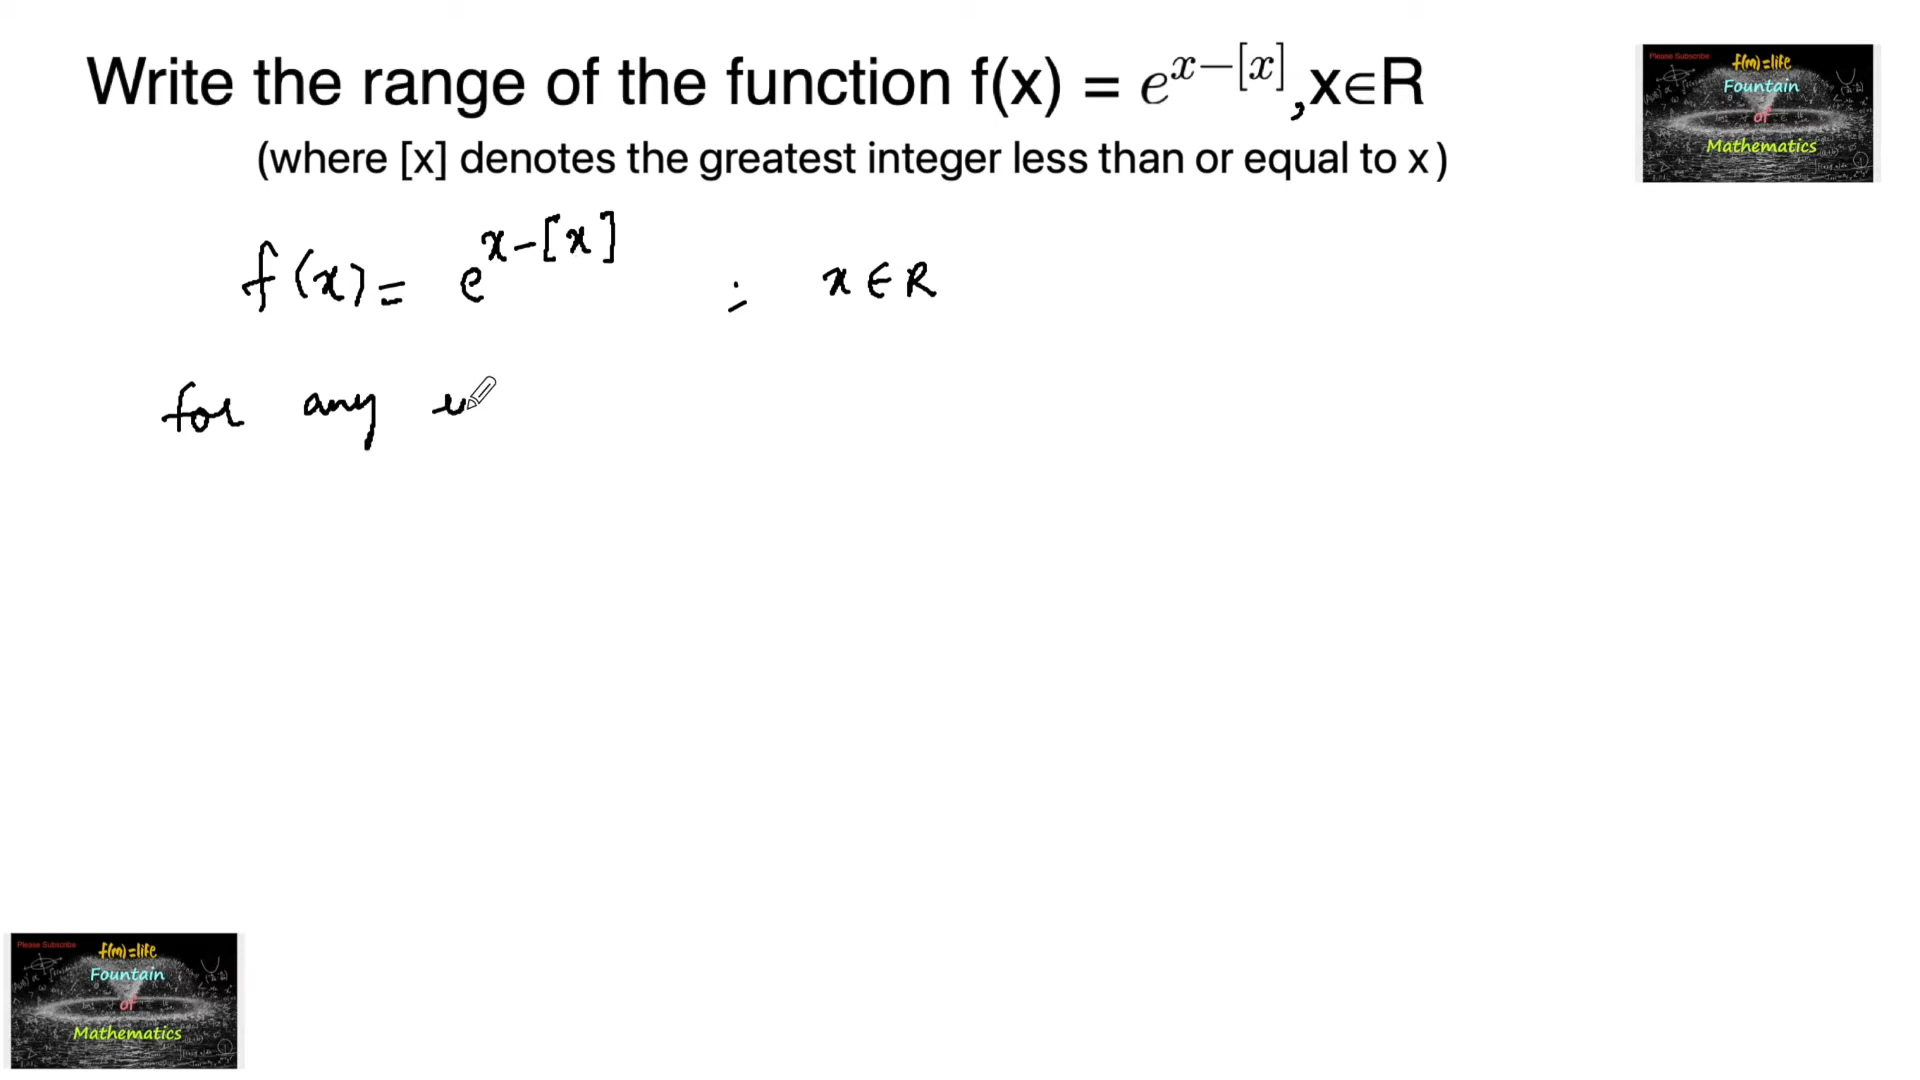 Write the range of the function f(x) = e^{x−[x]}, x∈R
(where [x] denotes the greatest integer less than or equal to x)
Please Subscribe
f(m)=life
Fountain
of
Mathematics
f(x) = e^{x−[x]} ; x ∈ R
for any
Please Subscribe
f(m)=life
Fountain
of
Mathematics